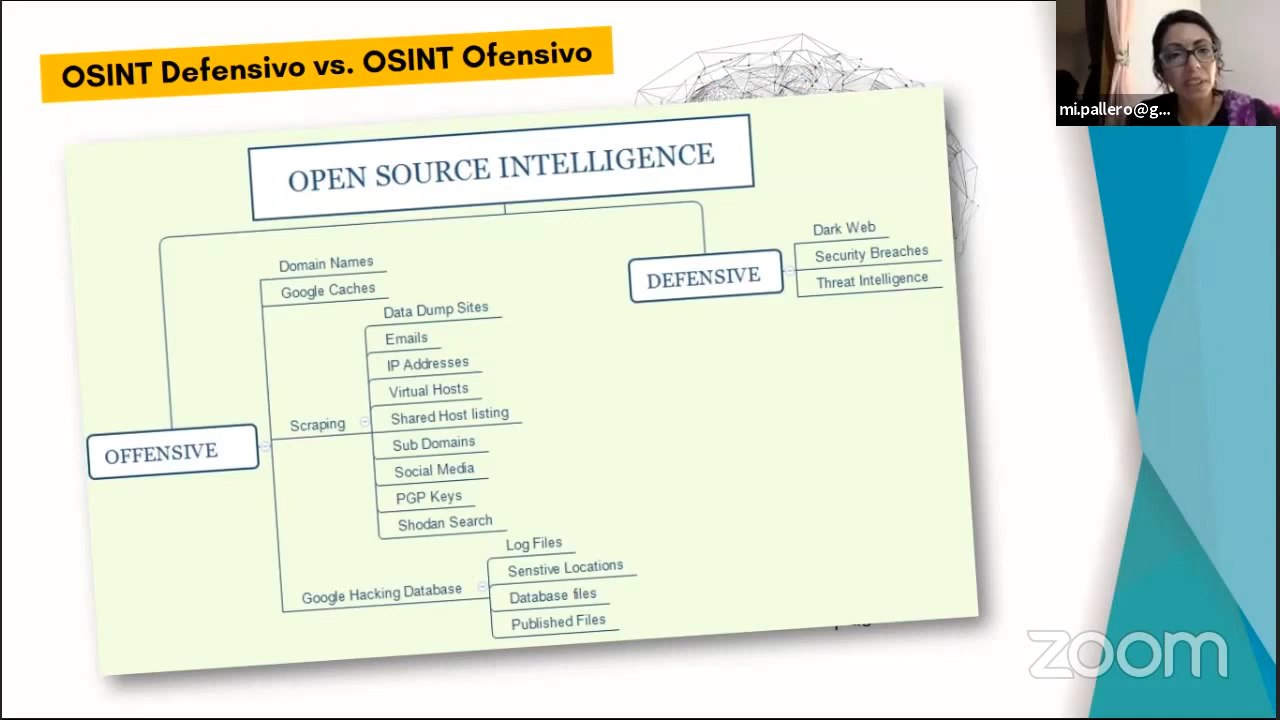 OSINT Defensivo vs. OSINT Ofensivo
mi.pallero@g...
OPEN SOURCE INTELLIGENCE
OFFENSIVE
Domain Names
Google Caches
Scraping
Data Dump Sites
Emails
IP Addresses
Virtual Hosts
Shared Host listing
Sub Domains
Social Media
PGP Keys
Shodan Search
Google Hacking Database
Log Files
Senstive Locations
Database files
Published Files
DEFENSIVE
Dark Web
Security Breaches
Threat Intelligence
zoom